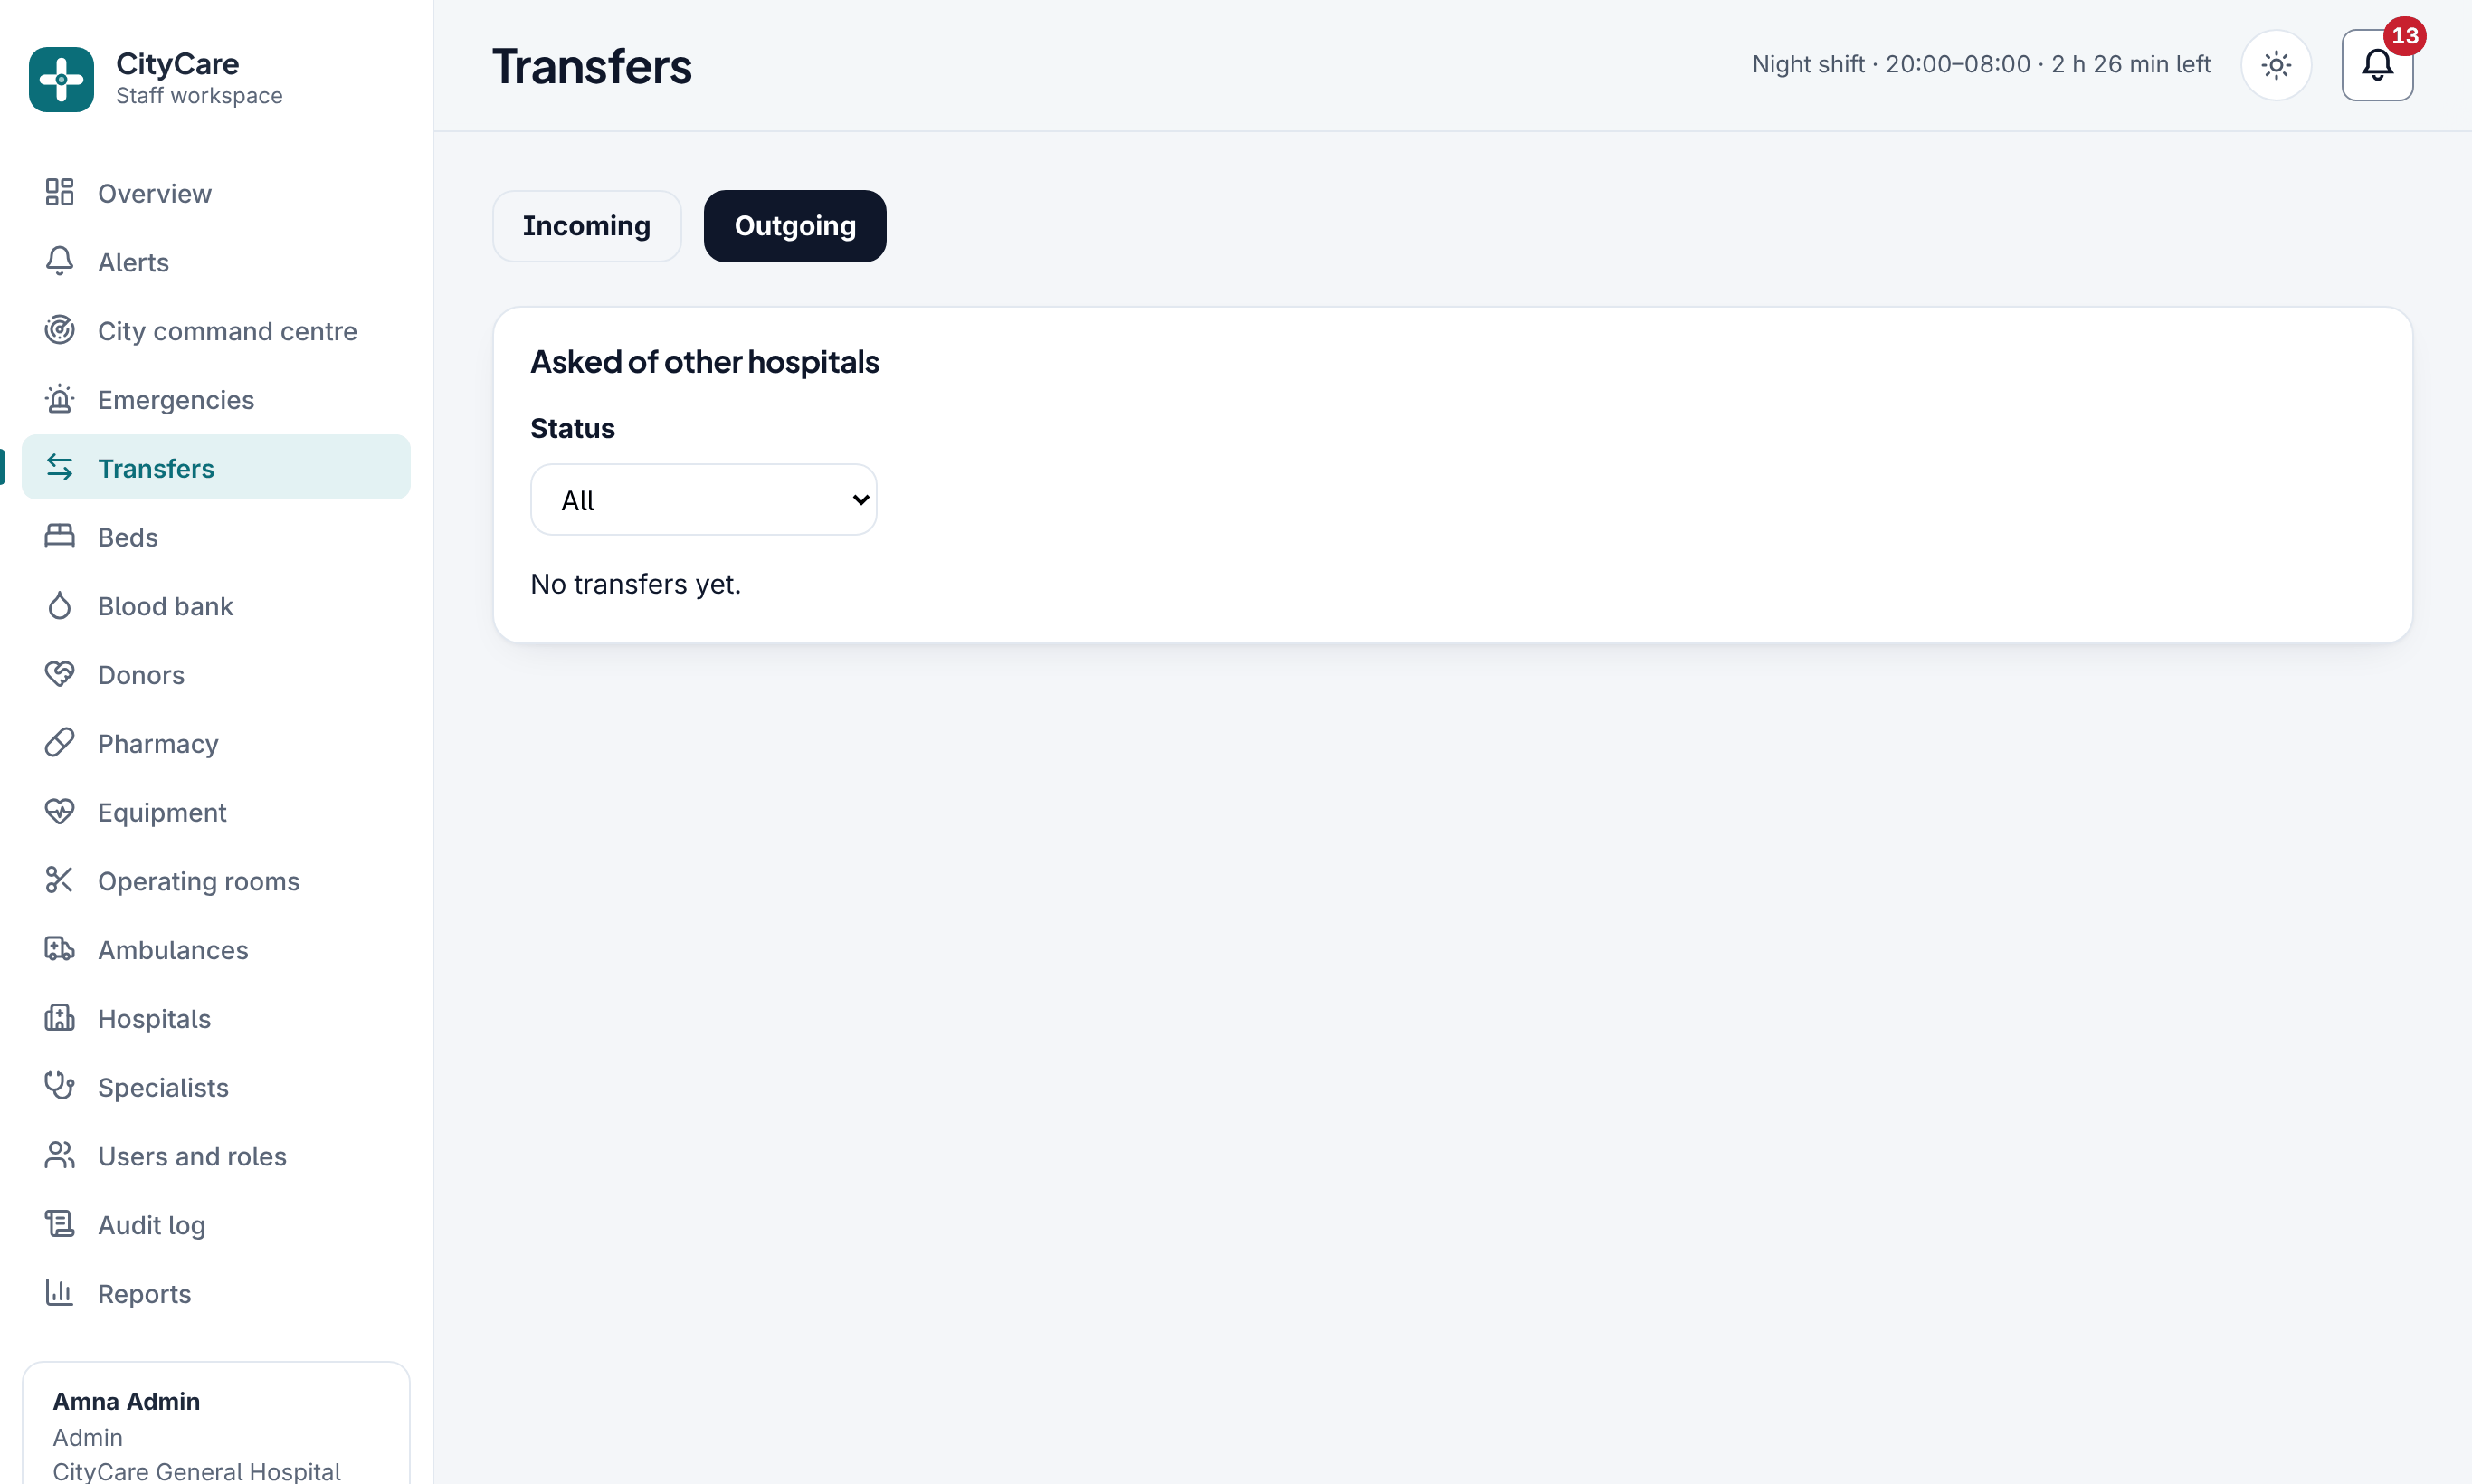 CityCare
Staff workspace
Overview
Alerts
City command centre
Emergencies
Transfers
Beds
Blood bank
Donors
Pharmacy
Equipment
Operating rooms
Ambulances
Hospitals
Specialists
Users and roles
Audit log
Reports
Amna Admin
Admin
CityCare General Hospital
Transfers
Night shift · 20:00–08:00 · 2 h 26 min left
13
Incoming
Outgoing
Asked of other hospitals
Status
All
No transfers yet.